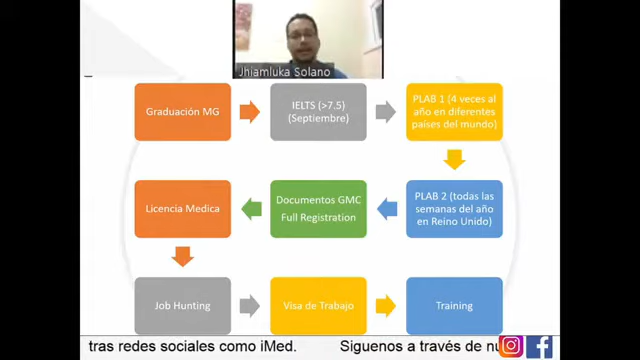 Jhiamluka Solano
Graduación MG
IELTS (>7.5)
(Septiembre)
PLAB 1 (4 veces al
año en diferentes
países del mundo)
Licencia Medica
Documentos GMC
Full Registration
PLAB 2 (todas las
semanas del año
en Reino Unido)
Job Hunting
Visa de Trabajo
Training
tras redes sociales como iMed. Siguenos a través de